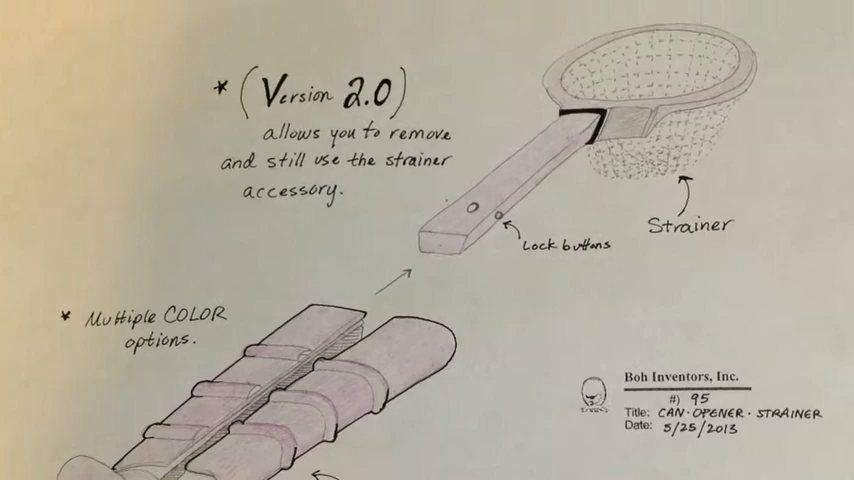 * (Version 2.0)
allows you to remove
and still use the strainer
accessory.
Strainer
Lock buttons
* Multiple COLOR
options.
Boh Inventors, Inc.
#) 95
Title: CAN·OPENER·STRAINER
Date: 5/25/2013